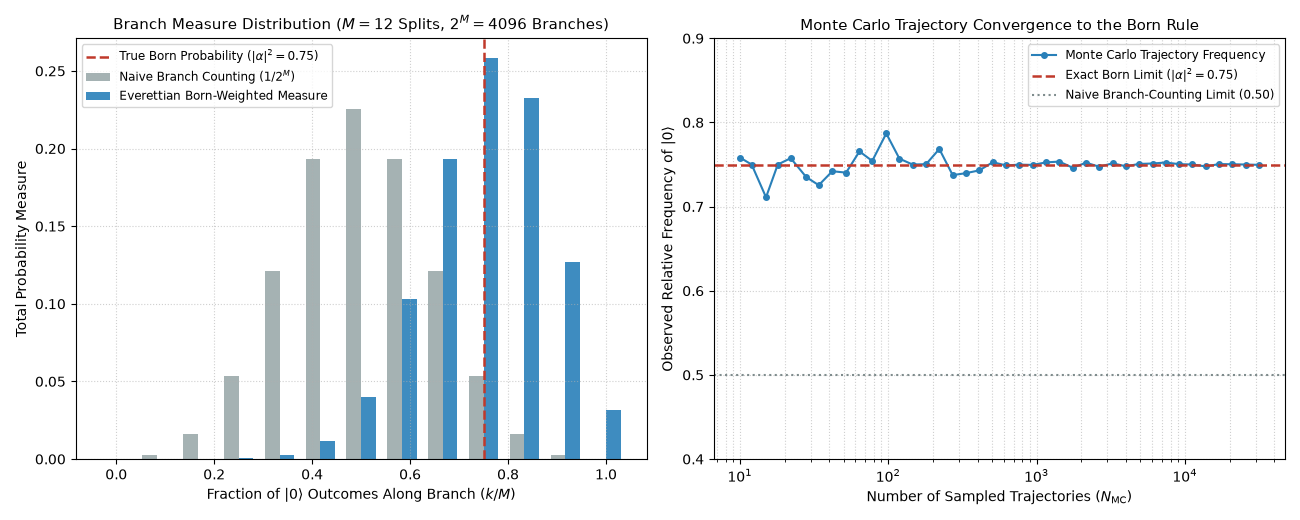 Branch Measure Distribution (M = 12 Splits, 2^M = 4096 Branches)
True Born Probability (|α|² = 0.75)
Naive Branch Counting (1/2^M)
Everettian Born-Weighted Measure
Total Probability Measure
0.25
0.20
0.15
0.10
0.05
0.00
0.0 0.2 0.4 0.6 0.8 1.0
Fraction of |0⟩ Outcomes Along Branch (k/M)
Monte Carlo Trajectory Convergence to the Born Rule
Monte Carlo Trajectory Frequency
Exact Born Limit (|α|² = 0.75)
Naive Branch-Counting Limit (0.50)
Observed Relative Frequency of |0⟩
0.9
0.8
0.7
0.6
0.5
0.4
10¹ 10² 10³ 10⁴
Number of Sampled Trajectories (N_MC)